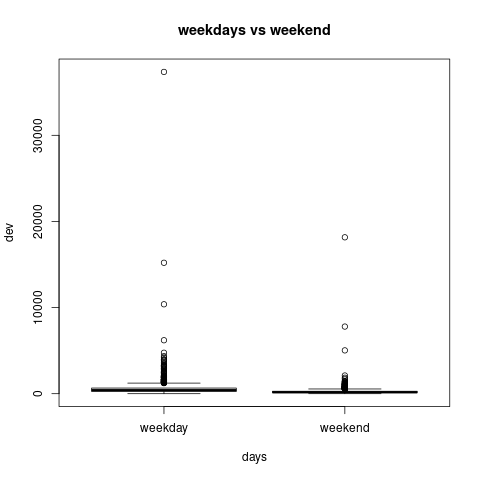 weekdays vs weekend
dev
30000
20000
10000
0
weekday weekend
days